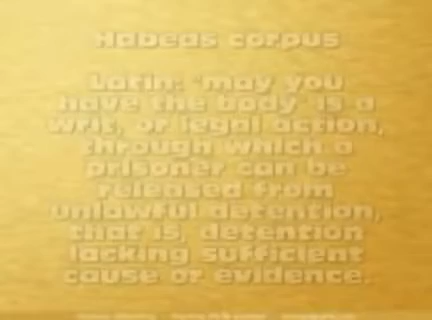 Habeas corpus
Latin: "may you
have the body" is a
writ, or legal action,
through which a
prisoner can be
released from
unlawful detention,
that is, detention
lacking sufficient
cause or evidence.